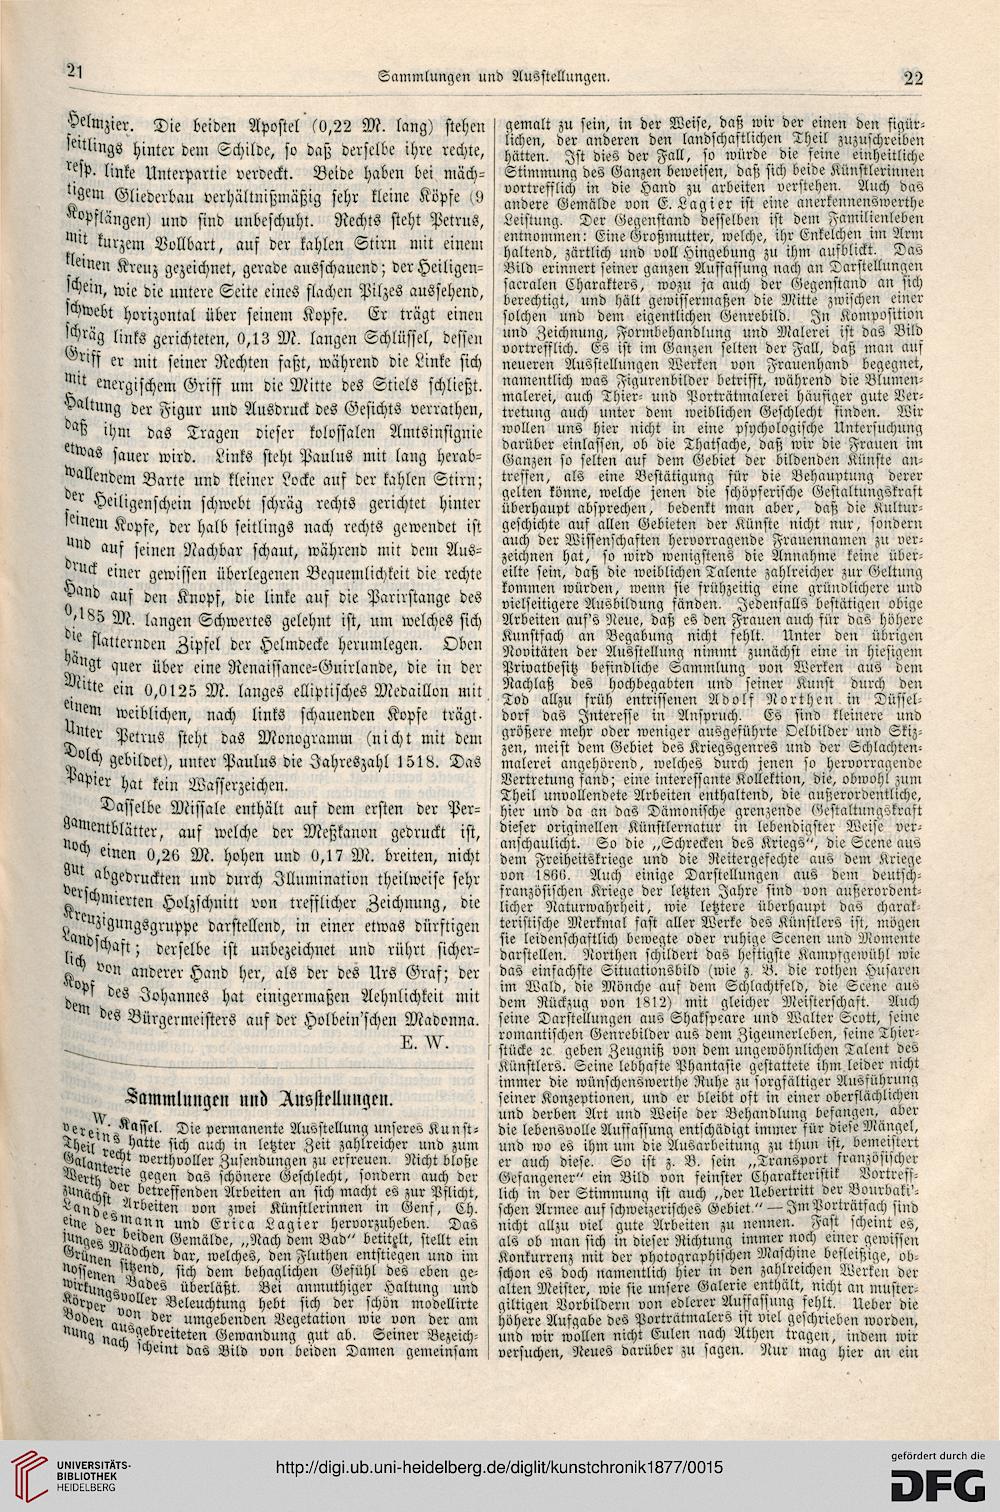 21
Sammlungen und Ausstellungen.
22
Helmzier. Die beiden Apostel (0,22 M. lang) stehen
seitlings hinter dem Schilde, so daß derselbe ihre rechte,
resp. linke Unterpartie verdeckt. Beide haben bei mäch-
tigem Gliederbau verhältnißmäßig sehr kleine Köpfe (9
Kopflängen) und sind unbeschuht. Rechts steht Petrus,
mit kurzem Vollbart, auf der kahlen Stirn mit einem
kleinen Kreuz gezeichnet, gerade ausschauend; der Heiligen-
schein, wie die untere Seite eines flachen Pilzes aussehend,
schwebt horizontal über seinem Kopfe. Er trägt einen
schräg links gerichteten, 0,13 M. langen Schlüssel, dessen
Griff er mit seiner Rechten faßt, während die Linke sich
mit energischem Griff um die Mitte des Stiels schließt.
Haltung der Figur und Ausdruck des Gesichts verrathen,
daß ihm das Tragen dieser kolossalen Amtsinsignie
etwas sauer wird. Links steht Paulus mit lang herab-
wallendem Barte und kleiner Locke auf der kahlen Stirn;
der Heiligenschein schwebt schräg rechts gerichtet hinter
seinem Kopfe, der halb seitlings nach rechts gewendet ist
und auf seinen Nachbar schaut, während mit dem Aus-
druck einer gewissen überlegenen Bequemlichkeit die rechte
Hand auf den Knopf, die linke auf die Parirstange des
0,185 M. langen Schwertes gelehnt ist, um welches sich
die flatternden Zipfel der Helmdecke herumlegen. Oben
hängt quer über eine Renaissance-Guirlande, die in der
Mitte ein 0,0125 M. langes elliptisches Medaillon mit
einem weiblichen, nach links schauenden Kopfe trägt.
Unter Petrus steht das Monogramm (nicht mit dem
Dolch gebildet), unter Paulus die Jahreszahl 1518. Das
Papier hat kein Wasserzeichen.
Dasselbe Missale enthält auf dem ersten der Per-
gamentblätter, auf welche der Meßkanon gedruckt ist,
noch einen 0,26 M. hohen und 0,17 M. breiten, nicht
gut abgedruckten und durch Illumination theilweise sehr
verschmierten Holzschnitt von trefflicher Zeichnung, die
Kreuzigungsgruppe darstellend, in einer etwas dürftigen
Landschaft; derselbe ist unbezeichnet und rührt sicher-
lich von anderer Hand her, als der des Urs Graf; der
Kopf des Johannes hat einigermaßen Aehnlichkeit mit
dem des Bürgermeisters auf der Holbein'schen Madonna.
E. W.
Sammlungen und Ausstellungen.
W. Kassel. Die permanente Ausstellung unseres Kunst-
vereins hatte sich auch in letzter Zeit zahlreicher und zum
Theil recht werthvoller Zusendungen zu erfreuen. Nicht bloße
Galanterie gegen das schönere Geschlecht, sondern auch der
Werth der betreffenden Arbeiten an sich macht es zur Pflicht,
zunächst Arbeiten von zwei Künstlerinnen in Genf, Ch.
Landesmann und Erica Lagier hervorzuheben. Das
eine der beiden Gemälde, „Nach dem Bad“ betitelt, stellt ein
junges Mädchen dar, welches, den Fluthen entstiegen und im
Grünen sitzend, sich dem behaglichen Gefühl des eben ge-
nossenen Bades überläßt. Bei anmuthiger Haltung und
wirkungsvoller Beleuchtung hebt sich der schön modellirte
Körper von der umgebenden Vegetation wie von der am
Boden ausgebreiteten Gewandung gut ab. Seiner Bezeich-
nung nach scheint das Bild von beiden Damen gemeinsam
gemalt zu sein, in der Weise, daß wir der einen den figür-
lichen, der anderen den landschaftlichen Theil zuzuschreiben
hätten. Ist dies der Fall, so würde die feine einheitliche
Stimmung des Ganzen beweisen, daß sich beide Künstlerinnen
vortrefflich in die Hand zu arbeiten verstehen. Auch das
andere Gemälde von E. Lagier ist eine anerkennenswerthe
Leistung. Der Gegenstand desselben ist dem Familienleben
entnommen: Eine Großmutter, welche, ihr Enkelchen im Arm
haltend, zärtlich und voll Hingebung zu ihm aufblickt. Das
Bild erinnert seiner ganzen Auffassung nach an Darstellungen
sacralen Charakters, wozu ja auch der Gegenstand an sich
berechtigt, und hält gewissermaßen die Mitte zwischen einer
solchen und dem eigentlichen Genrebild. In Komposition
und Zeichnung, Formbehandlung und Malerei ist das Bild
vortrefflich. Es ist im Ganzen selten der Fall, daß man auf
neueren Ausstellungen Werken von Frauenhand begegnet,
namentlich was Figurenbilder betrifft, während die Blumen-
malerei, auch Thier- und Porträtmalerei häufiger gute Ver-
tretung auch unter dem weiblichen Geschlecht finden. Wir
wollen uns hier nicht in eine psychologische Untersuchung
darüber einlassen, ob die Thatsache, daß wir die Frauen im
Ganzen so selten auf dem Gebiet der bildenden Künste an-
treffen, als eine Bestätigung für die Behauptung derer
gelten könne, welche jenen die schöpferische Gestaltungskraft
überhaupt absprechen, bedenkt man aber, daß die Kultur-
geschichte auf allen Gebieten der Künste nicht nur, sondern
auch der Wissenschaften hervorragende Frauennamen zu ver-
zeichnen hat, so wird wenigstens die Annahme keine über-
eilte sein, daß die weiblichen Talente zahlreicher zur Geltung
kommen würden, wenn sie frühzeitig eine gründlichere und
vielseitigere Ausbildung fänden. Jedenfalls bestätigen obige
Arbeiten auf's Neue, daß es den Frauen auch für das höhere
Kunstfach an Begabung nicht fehlt. Unter den übrigen
Novitäten der Ausstellung nimmt zunächst eine in hiesigem
Privatbesitz befindliche Sammlung von Werken aus dem
Nachlaß des hochbegabten und seiner Kunst durch den
Tod allzu früh entrissenen Adolf Northen in Düssel-
dorf das Interesse in Anspruch. Es sind kleinere und
größere mehr oder weniger ausgeführte Oelbilder und Skiz-
zen, meist dem Gebiet des Kriegsgenres und der Schlachten-
malerei angehörend, welches durch jenen so hervorragende
Vertretung fand; eine interessante Kollektion, die, obwohl zum
Theil unvollendete Arbeiten enthaltend, die außerordentliche,
hier und da an das Dämonische grenzende Gestaltungskraft
dieser originellen Künstlernatur in lebendigster Weise ver-
anschaulicht. So die „Schrecken des Kriegs“, die Scene aus
dem Freiheitskriege und die Reitergefechte aus dem Kriege
von 1866. Auch einige Darstellungen aus dem deutsch-
französischen Kriege der letzten Jahre sind von außerordent-
licher Naturwahrheit, wie letztere überhaupt das charak-
teristische Merkmal fast aller Werke des Künstlers ist, mögen
sie leidenschaftlich bewegte oder ruhige Scenen und Momente
darstellen. Northen schildert das heftigste Kampfgewühl wie
das einfachste Situationsbild (wie z. B. die rothen Husaren
im Wald, die Mönche auf dem Schlachtfeld, die Scene aus
dem Rückzug von 1812) mit gleicher Meisterschaft. Auch
seine Darstellungen aus Shakspeare und Walter Scott, seine
romantischen Genrebilder aus dem Zigeunerleben, seine Thier-
stücke ꝛc. geben Zeugniß von dem ungewöhnlichen Talent des
Künstlers. Seine lebhafte Phantasie gestattete ihm leider nicht
immer die wünschenswerthe Ruhe zu sorgfältiger Ausführung
seiner Konzeptionen, und er bleibt oft in einer oberflächlichen
und derben Art und Weise der Behandlung befangen, aber
die lebensvolle Auffassung entschädigt immer für diese Mängel,
und wo es ihm um die Ausarbeitung zu thun ist, bemeistert
er auch diese. So ist z. B. sein „Transport französischer
Gefangener“ ein Bild von feinster Charakteristik. Vortreff-
lich in der Stimmung ist auch „der Uebertritt der Bourbaki'-
schen Armee auf schweizerisches Gebiet.“ — Im Porträtfach sind
nicht allzu viel gute Arbeiten zu nennen. Fast scheint es,
als ob man sich in dieser Richtung immer noch einer gewissen
Konkurrenz mit der photographischen Maschine befleißige, ob-
schon es doch namentlich hier in den zahlreichen Werken der
alten Meister, wie sie unsere Galerie enthält, nicht an muster-
giltigen Vorbildern von edlerer Auffassung fehlt. Ueber die
höhere Aufgabe des Porträtmalers ist viel geschrieben worden,
und wir wollen nicht Eulen nach Athen tragen, indem wir
versuchen, Neues darüber zu sagen. Nur mag hier an ein
UNIVERSITÄTS-
BIBLIOTHEK
HEIDELBERG
http://digi.ub.uni-heidelberg.de/diglit/kunstchronik1877/0015
gefördert durch die
DFG